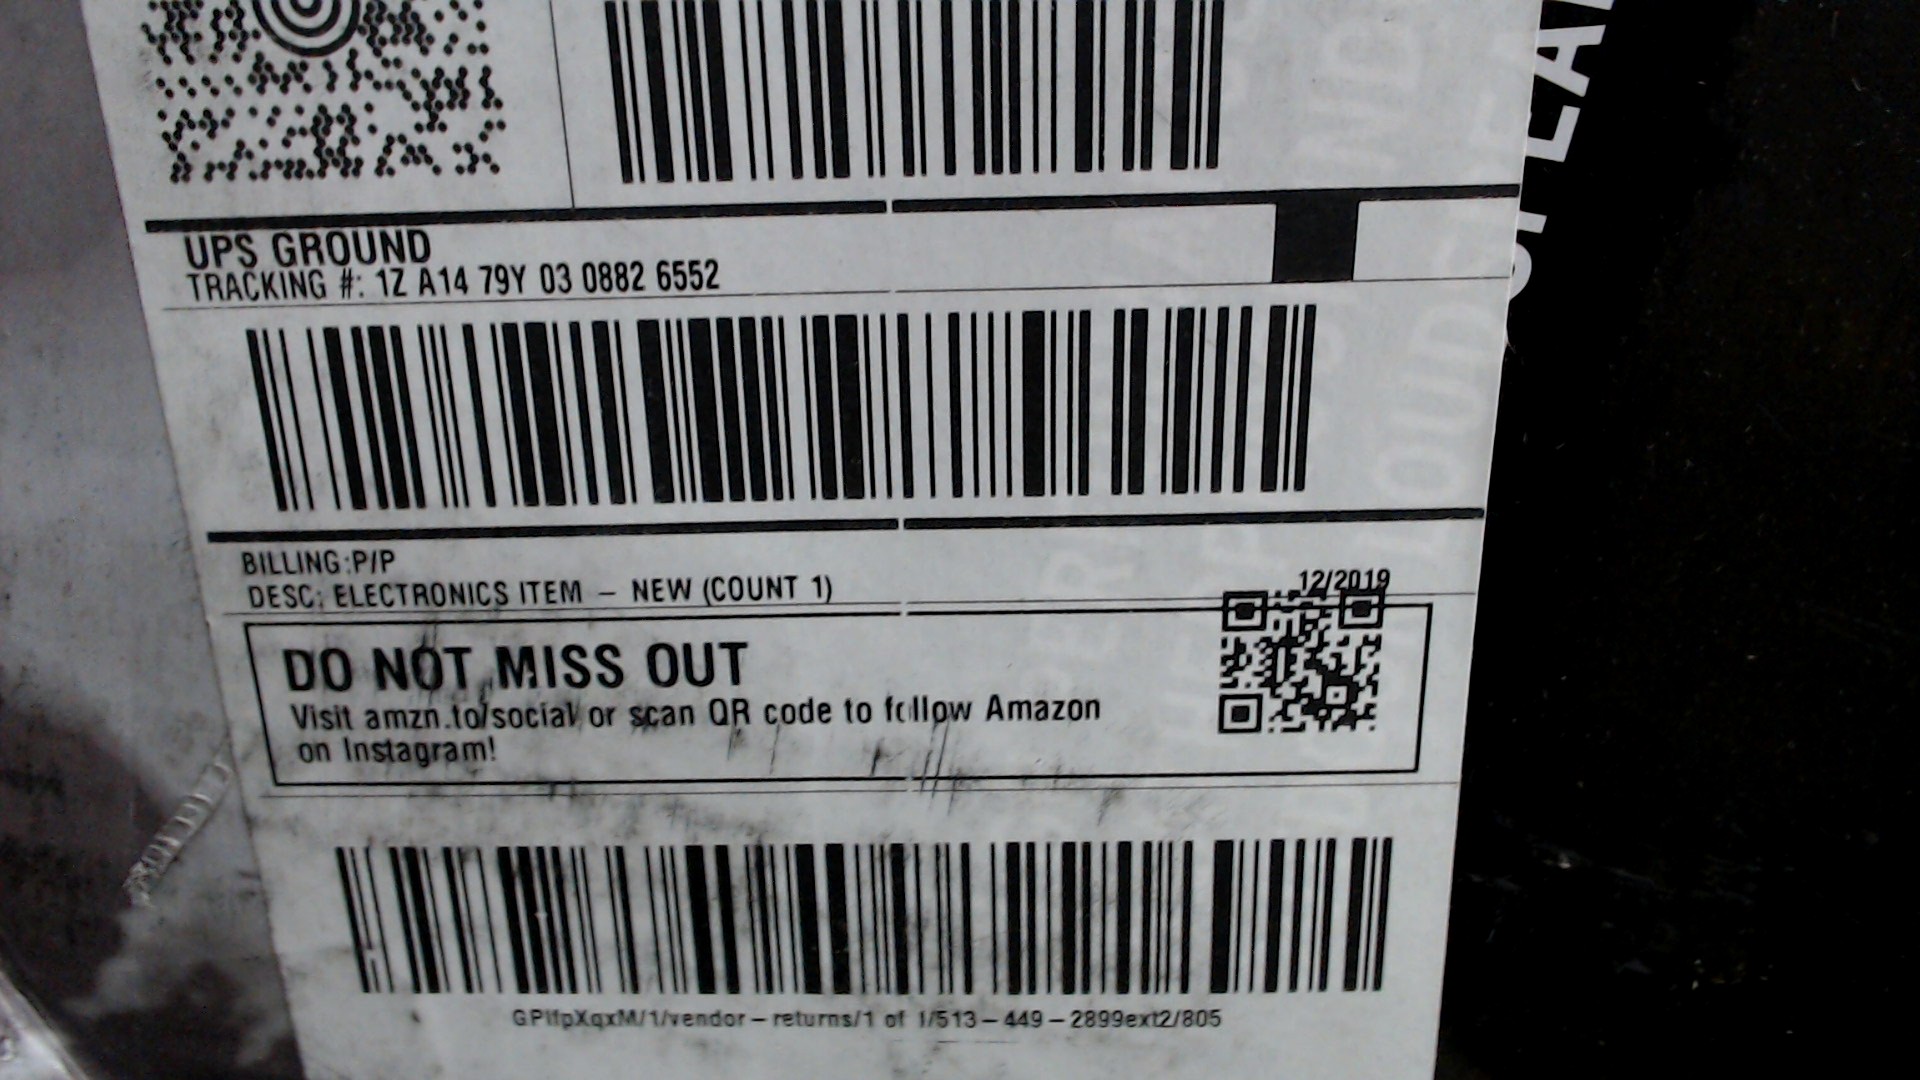 UPS GROUND
TRACKING #: 1Z A14 79Y 03 0882 6552
BILLING:P/P
DESC: ELECTRONICS ITEM – NEW (COUNT 1)
12/2019
DO NOT MISS OUT
Visit amzn.to/social or scan QR code to follow Amazon
on Instagram!
/1/vendor – returns/1 of 1/513 – 449 – 2899ext2/805